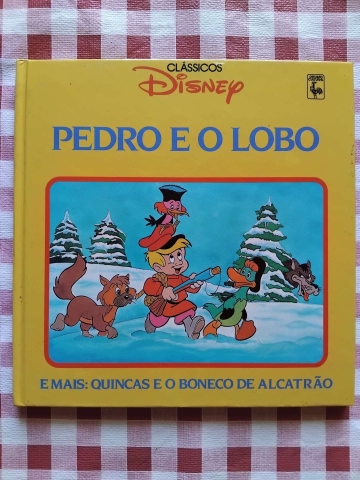 CLÁSSICOS
Disney
PEDRO E O LOBO
E MAIS: QUINCAS E O BONECO DE ALCATRÃO